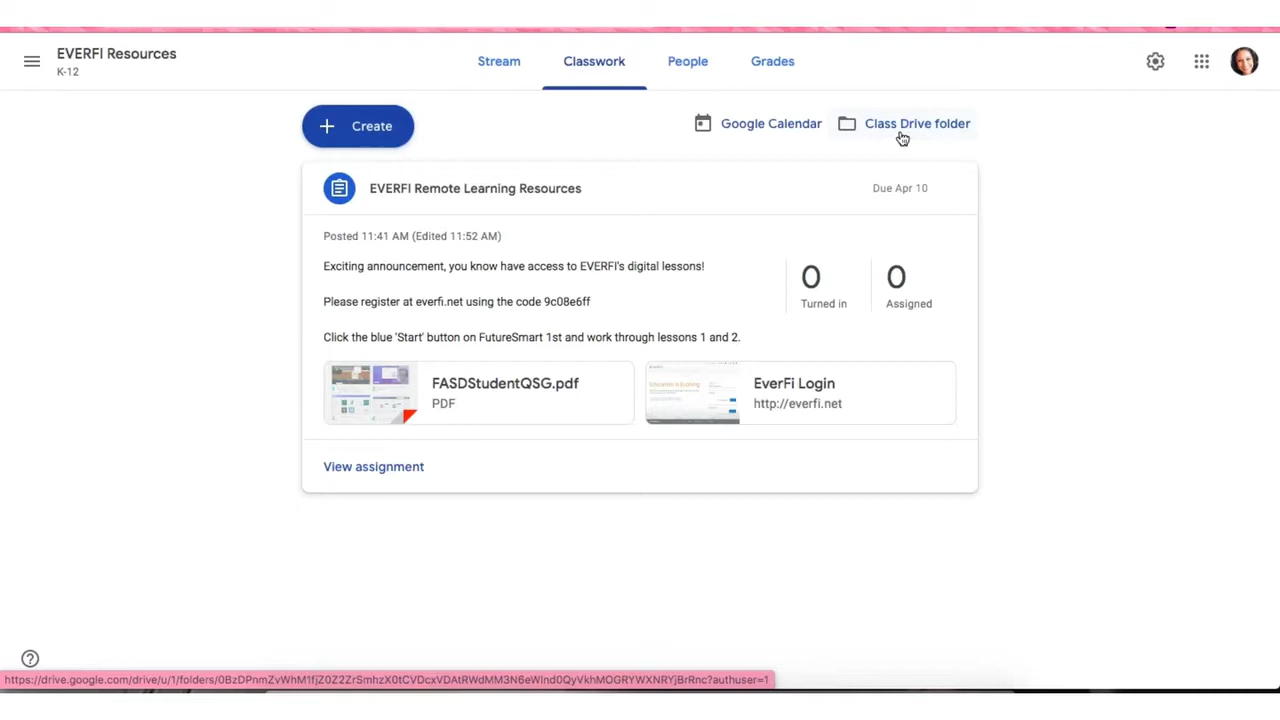 EVERFI Resources
K-12
Stream
Classwork
People
Grades
Create
Google Calendar
Class Drive folder
EVERFI Remote Learning Resources
Due Apr 10
Posted 11:41 AM (Edited 11:52 AM)
Exciting announcement, you know have access to EVERFI's digital lessons!
Please register at everfi.net using the code 9c08e6ff
Click the blue 'Start' button on FutureSmart 1st and work through lessons 1 and 2.
0
Turned in
0
Assigned
FASDStudentQSG.pdf
PDF
EverFi Login
http://everfi.net
View assignment
https://drive.google.com/drive/u/1/folders/0BzDPnmZvWhM1fjZ0Z2ZrSmhzX0tCVDcxVDAtRWdMM3N6eWlnd0QyVkhMOGRYWXNRYjBrRnc?authuser=1